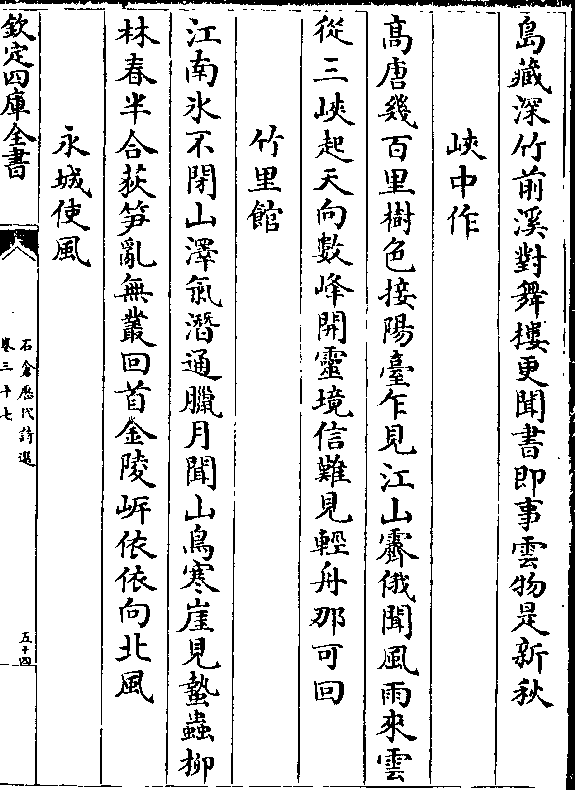 島藏深竹前溪對舞樓更聞書即事雲物是新秋
峽中作
髙唐幾百里樹色接陽臺乍見江山霽俄聞風雨來雲
從三峽起天向數峰開靈境信難見輕舟那可回
竹里館
江南氷不閉山澤氣潛通臘月聞山鳥寒崖見蟄蟲柳
林春半合荻笋亂無叢回首金陵岍依依向北風
永城使風
欽定四庫全書
石倉歴代詩選
卷三十七
五十四